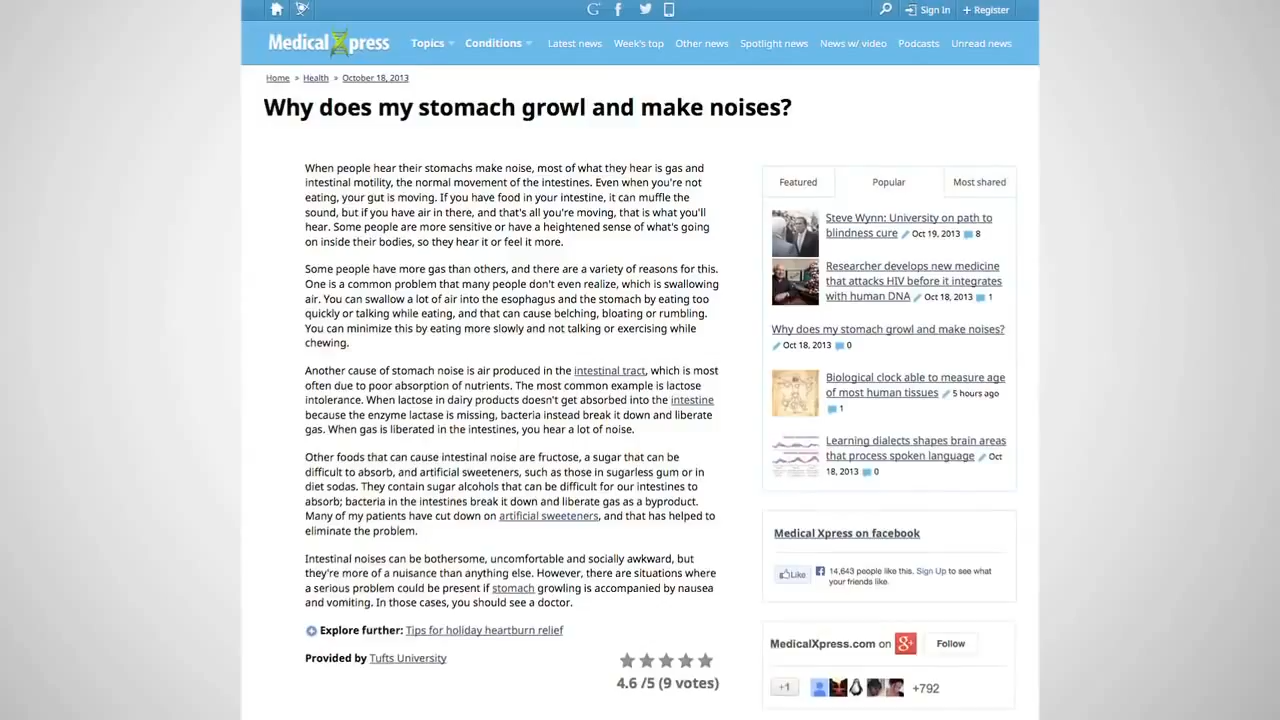 Sign In
Register
Medical Xpress
Topics Conditions Latest news Week's top Other news Spotlight news News w/ video Podcasts Unread news
Home » Health » October 18, 2013
Why does my stomach growl and make noises?
When people hear their stomachs make noise, most of what they hear is gas and
intestinal motility, the normal movement of the intestines. Even when you're not
eating, your gut is moving. If you have food in your intestine, it can muffle the
sound, but if you have air in there, and that's all you're moving, that is what you'll
hear. Some people are more sensitive or have a heightened sense of what's going
on inside their bodies, so they hear it or feel it more.
Some people have more gas than others, and there are a variety of reasons for this.
One is a common problem that many people don't even realize, which is swallowing
air. You can swallow a lot of air into the esophagus and the stomach by eating too
quickly or talking while eating, and that can cause belching, bloating or rumbling.
You can minimize this by eating more slowly and not talking or exercising while
chewing.
Another cause of stomach noise is air produced in the intestinal tract, which is most
often due to poor absorption of nutrients. The most common example is lactose
intolerance. When lactose in dairy products doesn't get absorbed into the intestine
because the enzyme lactase is missing, bacteria instead break it down and liberate
gas. When gas is liberated in the intestines, you hear a lot of noise.
Other foods that can cause intestinal noise are fructose, a sugar that can be
difficult to absorb, and artificial sweeteners, such as those in sugarless gum or in
diet sodas. They contain sugar alcohols that can be difficult for our intestines to
absorb; bacteria in the intestines break it down and liberate gas as a byproduct.
Many of my patients have cut down on artificial sweeteners, and that has helped to
eliminate the problem.
Intestinal noises can be bothersome, uncomfortable and socially awkward, but
they're more of a nuisance than anything else. However, there are situations where
a serious problem could be present if stomach growling is accompanied by nausea
and vomiting. In those cases, you should see a doctor.
Explore further: Tips for holiday heartburn relief
Provided by Tufts University
4.6 /5 (9 votes)
Featured Popular Most shared
Steve Wynn: University on path to
blindness cure Oct 19, 2013 8
Researcher develops new medicine
that attacks HIV before it integrates
with human DNA Oct 18, 2013 1
Why does my stomach growl and make noises?
Oct 18, 2013 0
Biological clock able to measure age
of most human tissues 5 hours ago
1
Learning dialects shapes brain areas
that process spoken language Oct
18, 2013 0
Medical Xpress on facebook
Like 14,643 people like this. Sign Up to see what
your friends like.
MedicalXpress.com on g+ Follow
+1 +792